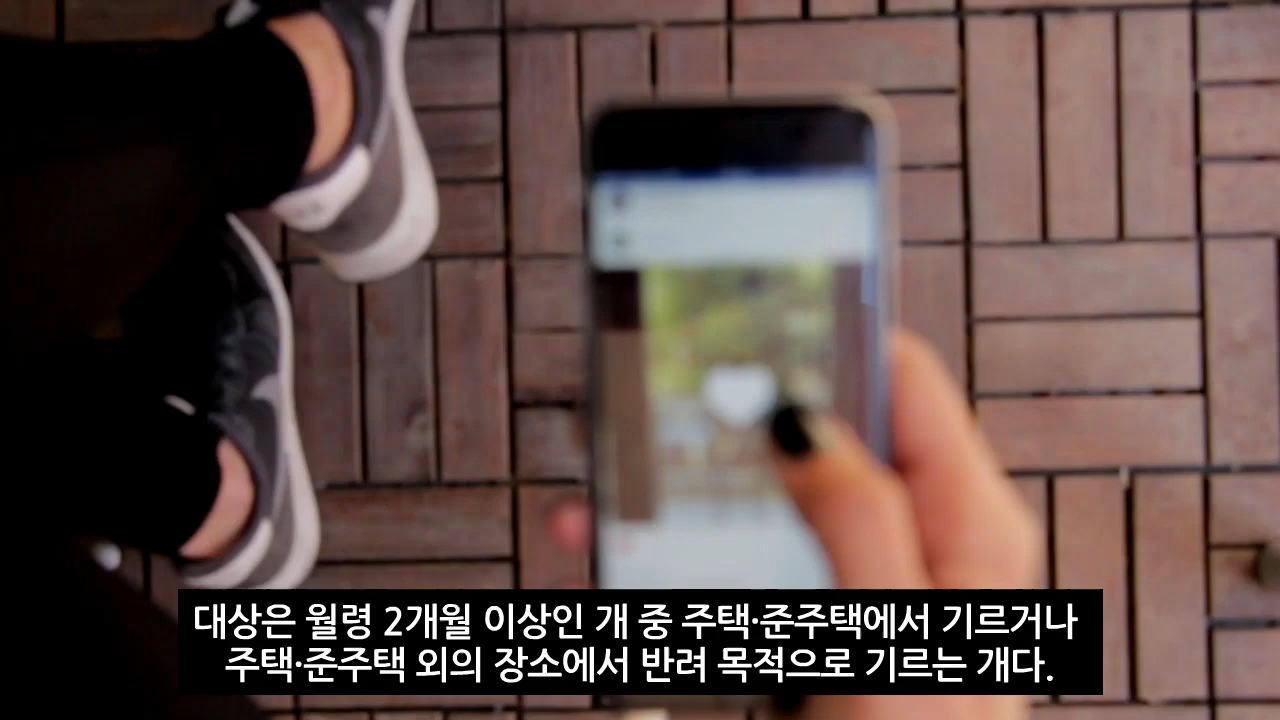 대상은 월령 2개월 이상인 개 중 주택·준주택에서 기르거나
주택·준주택 외의 장소에서 반려 목적으로 기르는 개다.